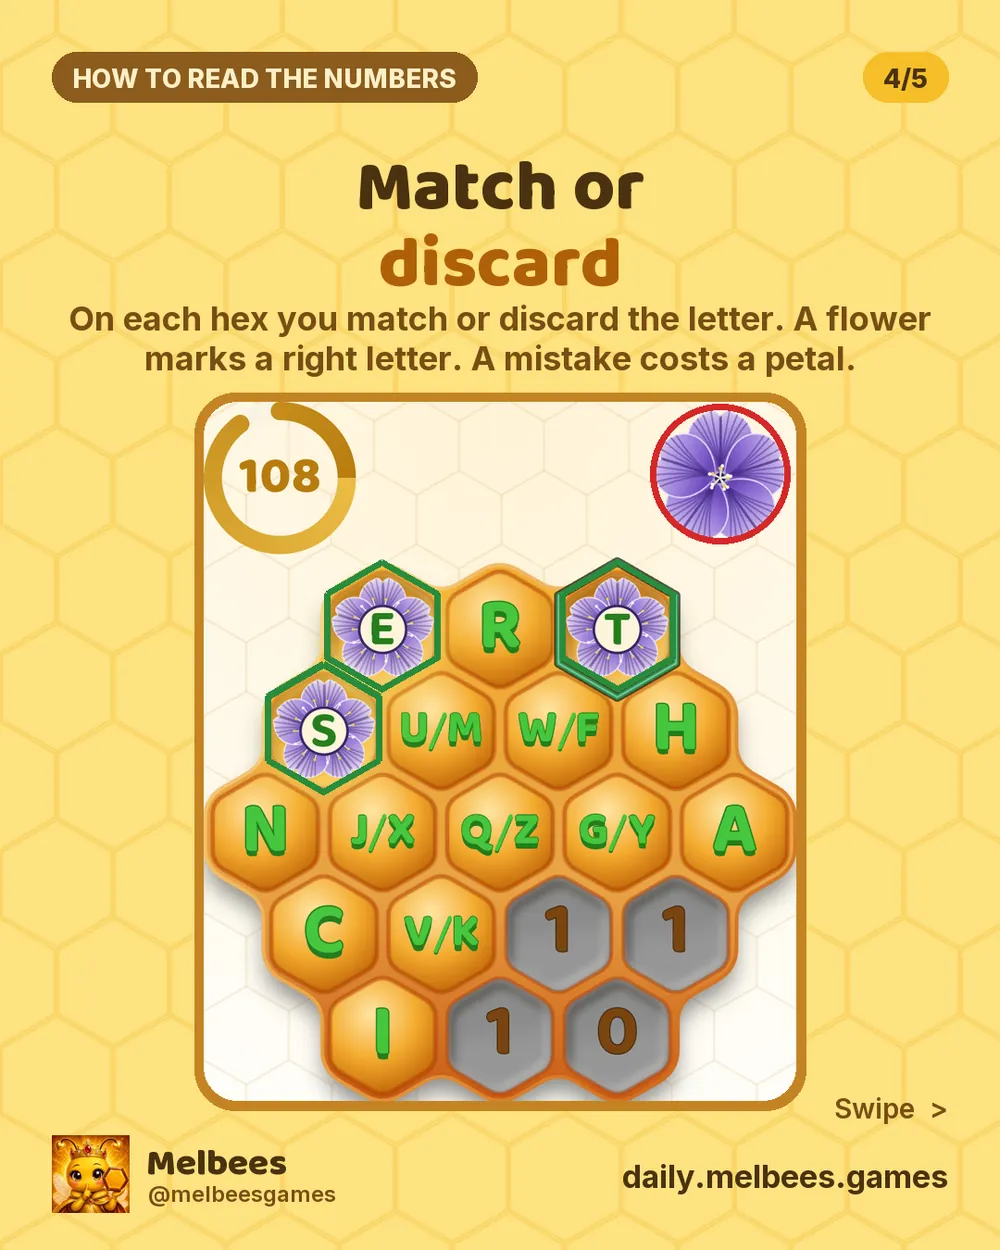 HOW TO READ THE NUMBERS
4/5
Match or
discard
On each hex you match or discard the letter. A flower
marks a right letter. A mistake costs a petal.
108
E R T
S U/M W/F H
N J/X Q/Z G/Y A
C V/K 1 1
I 1 0
Swipe >
Melbees
@melbeesgames
daily.melbees.games